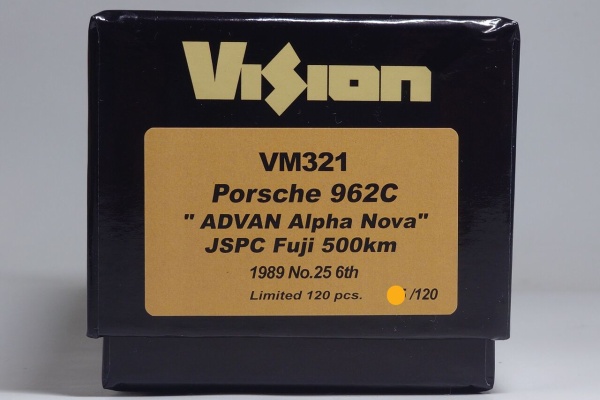 Vision
VM321
Porsche 962C
" ADVAN Alpha Nova"
JSPC Fuji 500km
1989 No.25 6th
Limited 120 pcs. /120